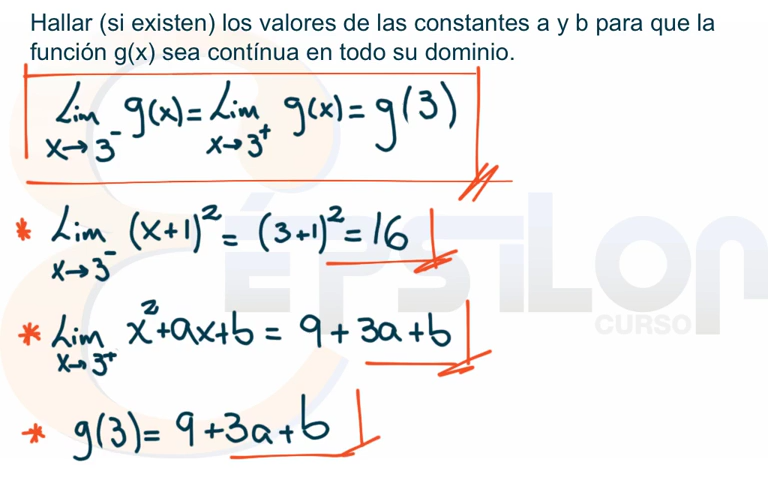 Hallar (si existen) los valores de las constantes a y b para que la
función g(x) sea contínua en todo su dominio.
Lim x→3⁻ g(x) = Lim x→3⁺ g(x) = g(3)
* Lim x→3⁻ (x+1)² = (3+1)² = 16
* Lim x→3⁺ x²+ax+b = 9+3a+b
* g(3) = 9+3a+b
ÉPSILON
CURSO